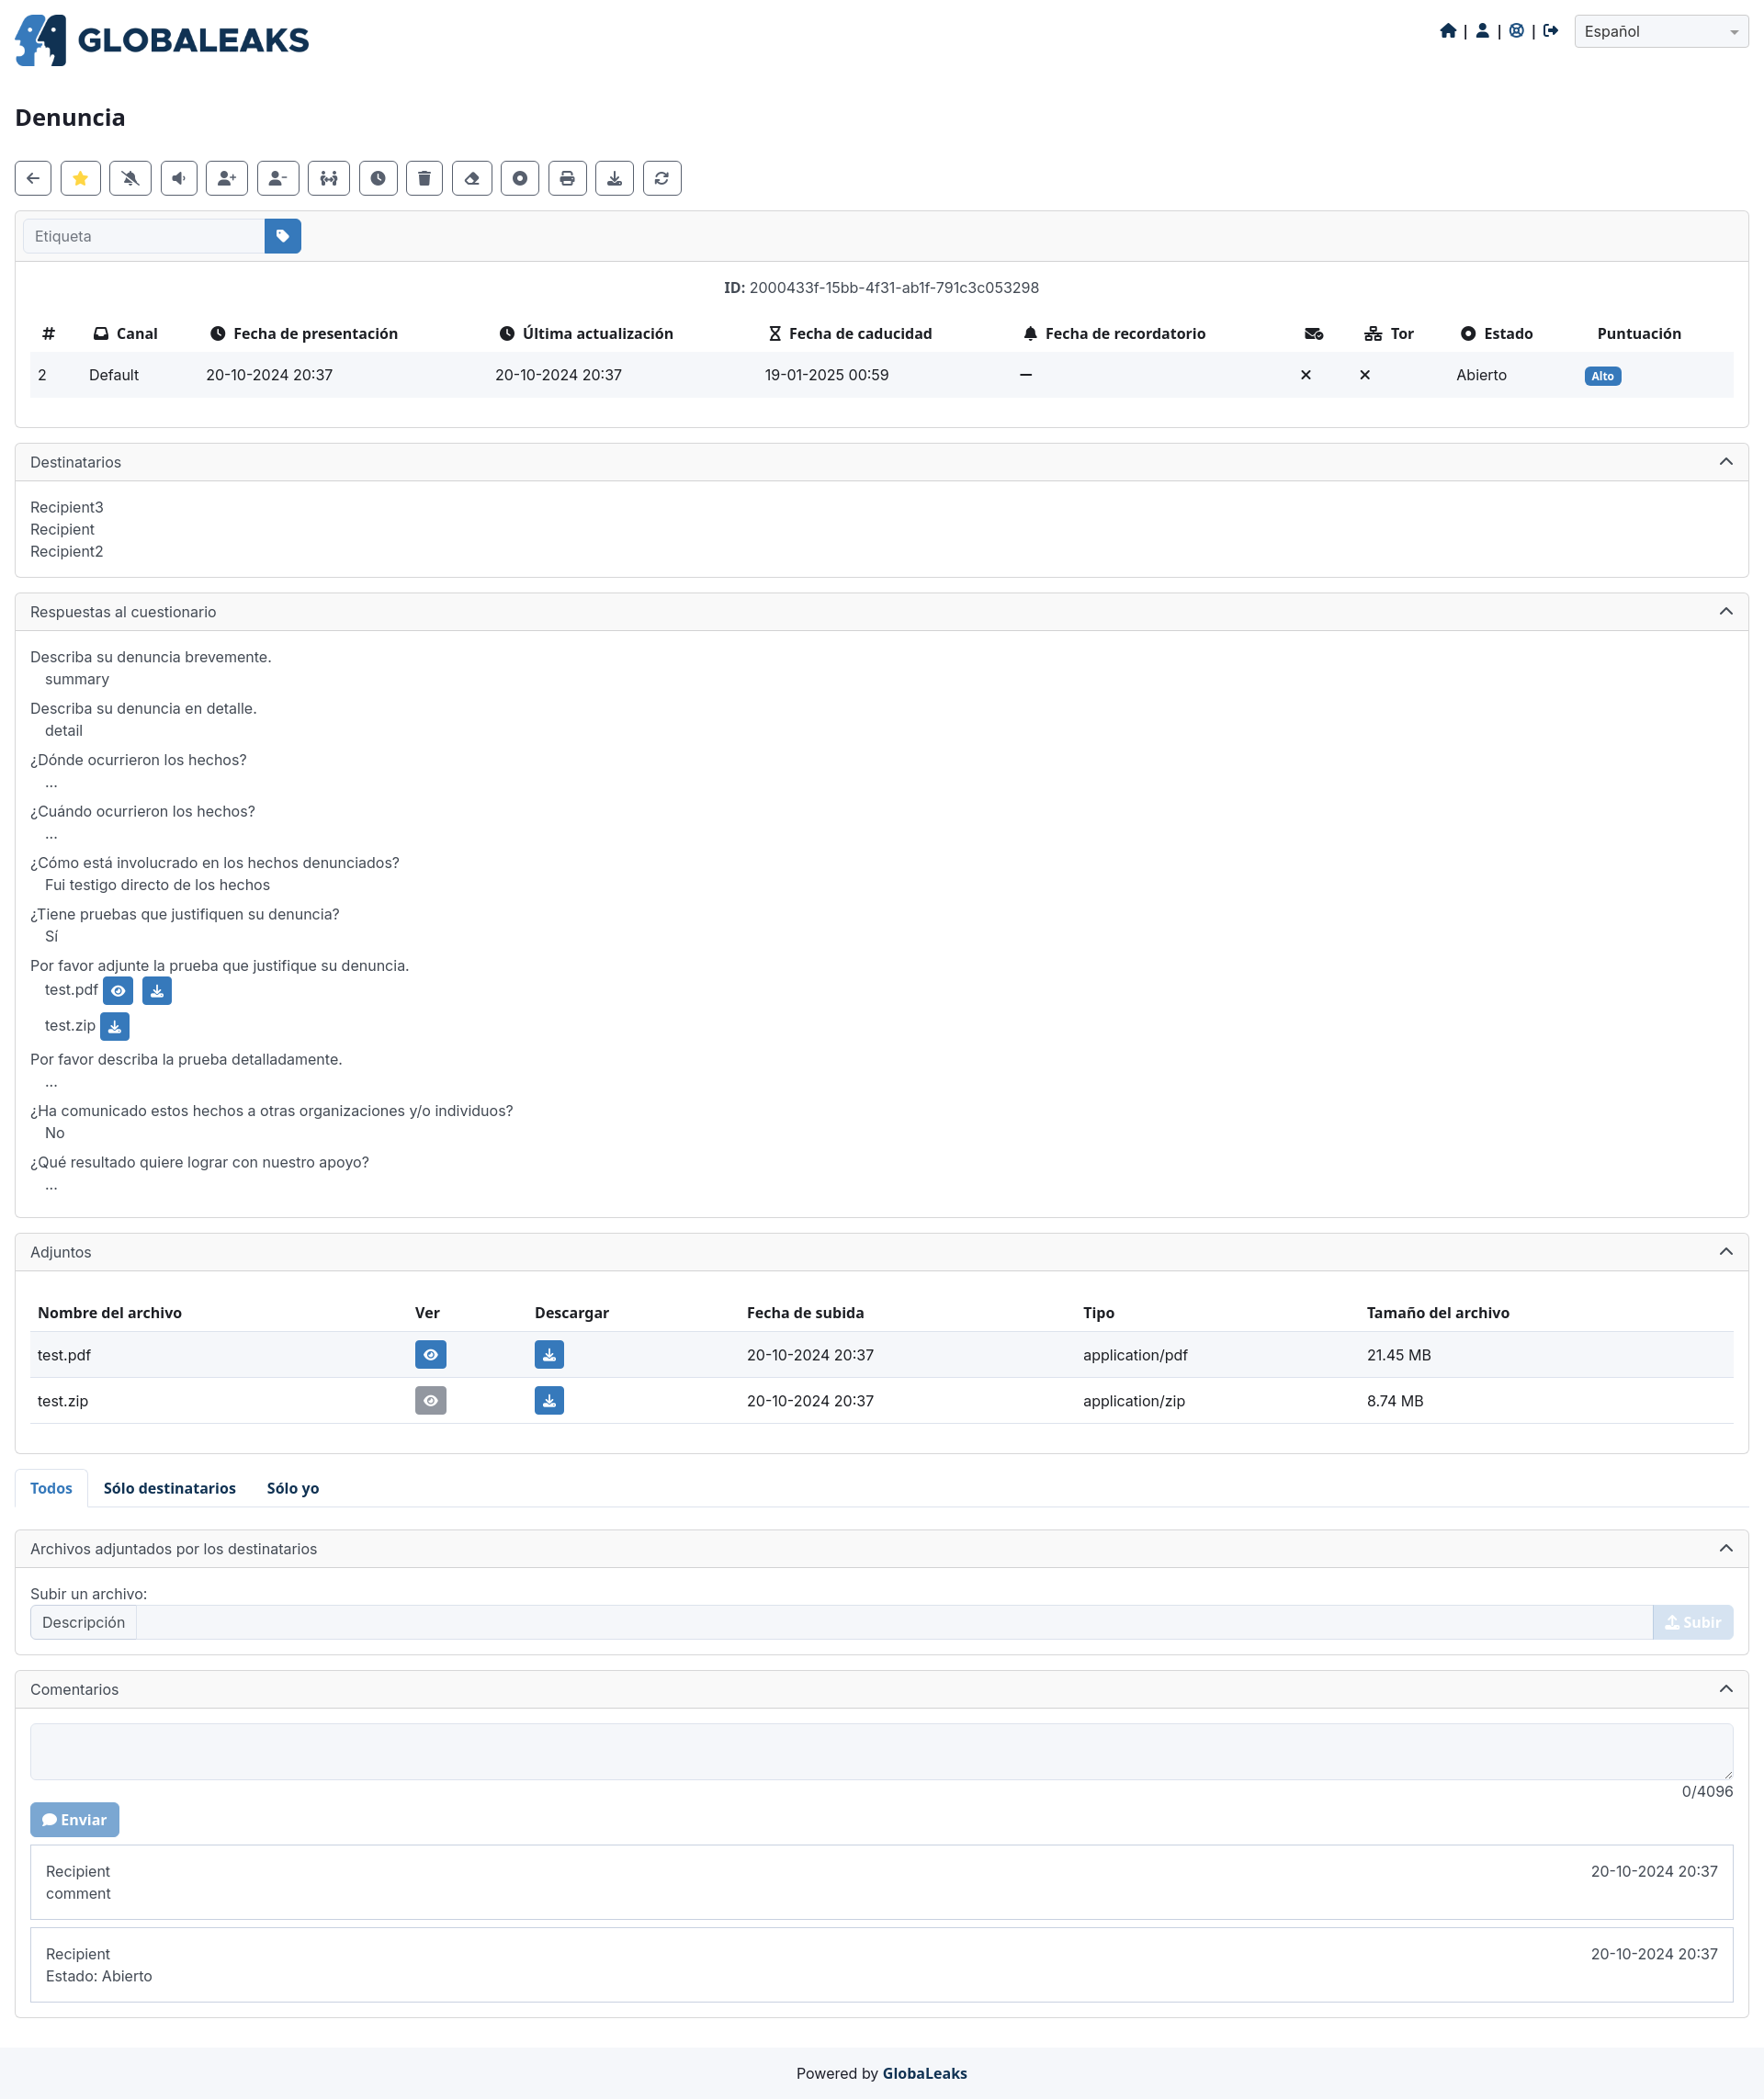 GLOBALEAKS
| | | Español
Denuncia
Etiqueta
ID: 2000433f-15bb-4f31-ab1f-791c3c053298
# Canal Fecha de presentación Última actualización Fecha de caducidad Fecha de recordatorio Tor Estado Puntuación
2 Default 20-10-2024 20:37 20-10-2024 20:37 19-01-2025 00:59 Abierto Alto
Destinatarios
Recipient3
Recipient
Recipient2
Respuestas al cuestionario
Describa su denuncia brevemente.
summary
Describa su denuncia en detalle.
detail
¿Dónde ocurrieron los hechos?
...
¿Cuándo ocurrieron los hechos?
...
¿Cómo está involucrado en los hechos denunciados?
Fui testigo directo de los hechos
¿Tiene pruebas que justifiquen su denuncia?
Sí
Por favor adjunte la prueba que justifique su denuncia.
test.pdf
test.zip
Por favor describa la prueba detalladamente.
...
¿Ha comunicado estos hechos a otras organizaciones y/o individuos?
No
¿Qué resultado quiere lograr con nuestro apoyo?
...
Adjuntos
Nombre del archivo Ver Descargar Fecha de subida Tipo Tamaño del archivo
test.pdf 20-10-2024 20:37 application/pdf 21.45 MB
test.zip 20-10-2024 20:37 application/zip 8.74 MB
Todos Sólo destinatarios Sólo yo
Archivos adjuntados por los destinatarios
Subir un archivo:
Descripción Subir
Comentarios
0/4096
Enviar
Recipient 20-10-2024 20:37
comment
Recipient 20-10-2024 20:37
Estado: Abierto
Powered by GlobaLeaks